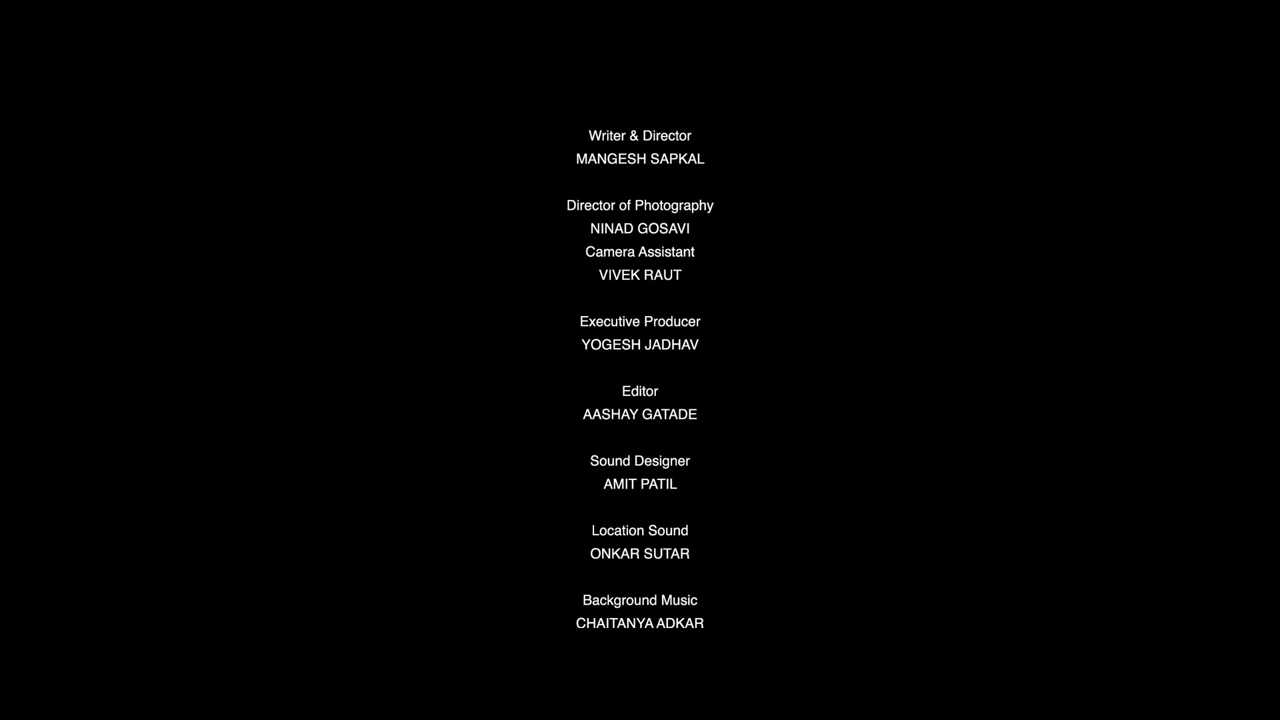 Writer & Director
MANGESH SAPKAL
Director of Photography
NINAD GOSAVI
Camera Assistant
VIVEK RAUT
Executive Producer
YOGESH JADHAV
Editor
AASHAY GATADE
Sound Designer
AMIT PATIL
Location Sound
ONKAR SUTAR
Background Music
CHAITANYA ADKAR